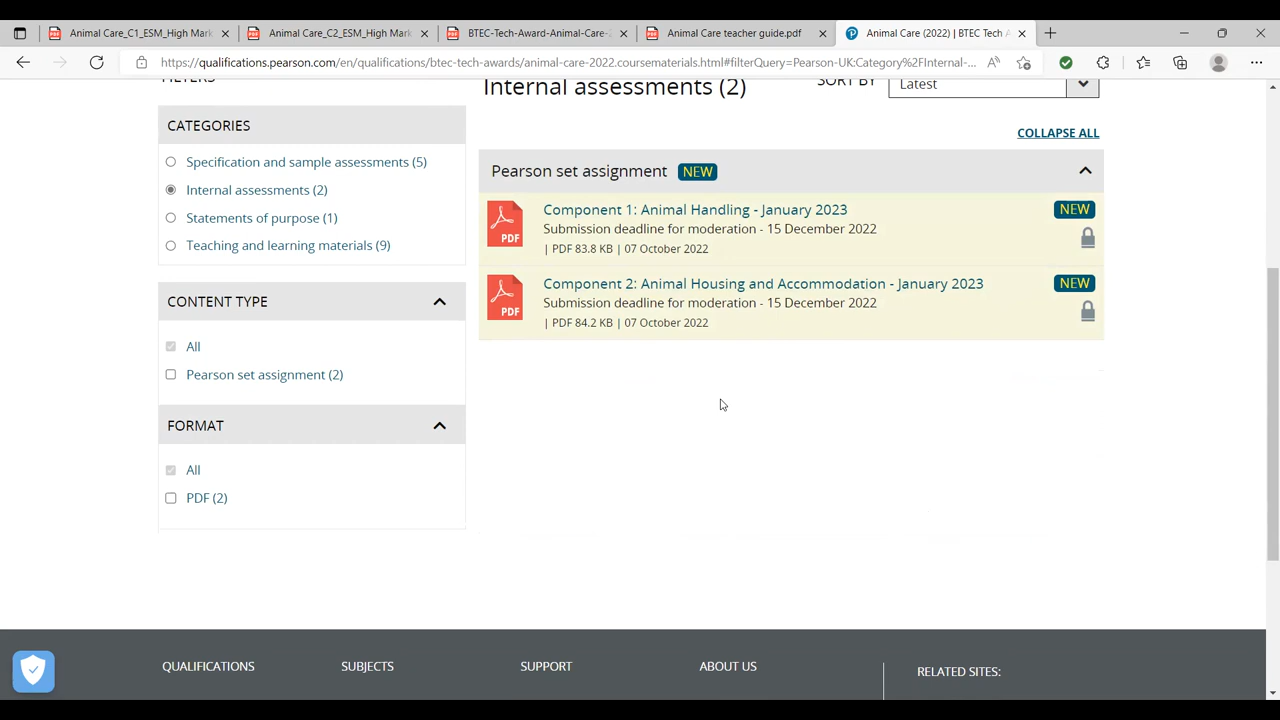 Animal Care_C1_ESM_High Mark
Animal Care_C2_ESM_High Mark
BTEC-Tech-Award-Animal-Care-2
Animal Care teacher guide.pdf
Animal Care (2022) | BTEC Tech A
https://qualifications.pearson.com/en/qualifications/btec-tech-awards/animal-care-2022.coursematerials.html#filterQuery=Pearson-UK:Category%2FInternal-...
FILTERS
CATEGORIES
Specification and sample assessments (5)
Internal assessments (2)
Statements of purpose (1)
Teaching and learning materials (9)
CONTENT TYPE
All
Pearson set assignment (2)
FORMAT
All
PDF (2)
Internal assessments (2)
SORT BY
Latest
COLLAPSE ALL
Pearson set assignment NEW
PDF
Component 1: Animal Handling - January 2023
NEW
Submission deadline for moderation - 15 December 2022
| PDF 83.8 KB | 07 October 2022
PDF
Component 2: Animal Housing and Accommodation - January 2023
NEW
Submission deadline for moderation - 15 December 2022
| PDF 84.2 KB | 07 October 2022
QUALIFICATIONS
SUBJECTS
SUPPORT
ABOUT US
RELATED SITES: